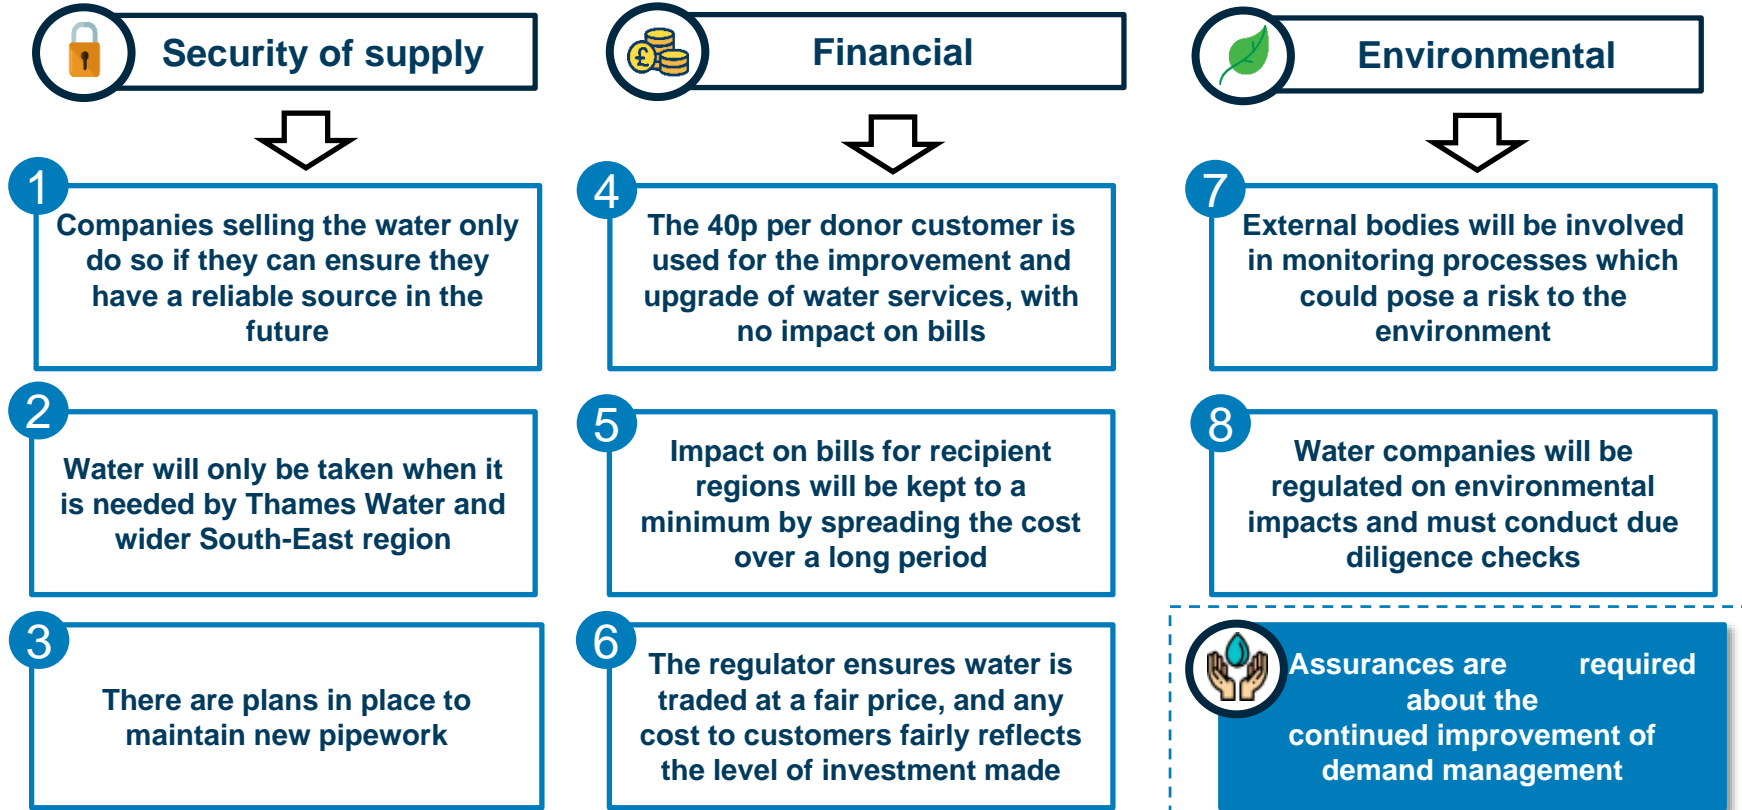 Security of supply
1
Companies selling the water only
do so if they can ensure they
have a reliable source in the
future
2
Water will only be taken when it
is needed by Thames Water and
wider South-East region
3
There are plans in place to
maintain new pipework
£
Financial
4
The 40p per donor customer is
used for the improvement and
upgrade of water services, with
no impact on bills
5
Impact on bills for recipient
regions will be kept to a
minimum by spreading the cost
over a long period
6
The regulator ensures water is
traded at a fair price, and any
cost to customers fairly reflects
the level of investment made
Environmental
7
External bodies will be involved
in monitoring processes which
could pose a risk to the
environment
8
Water companies will be
regulated on environmental
impacts and must conduct due
diligence checks
Assurances are required
about the
continued improvement of
demand management